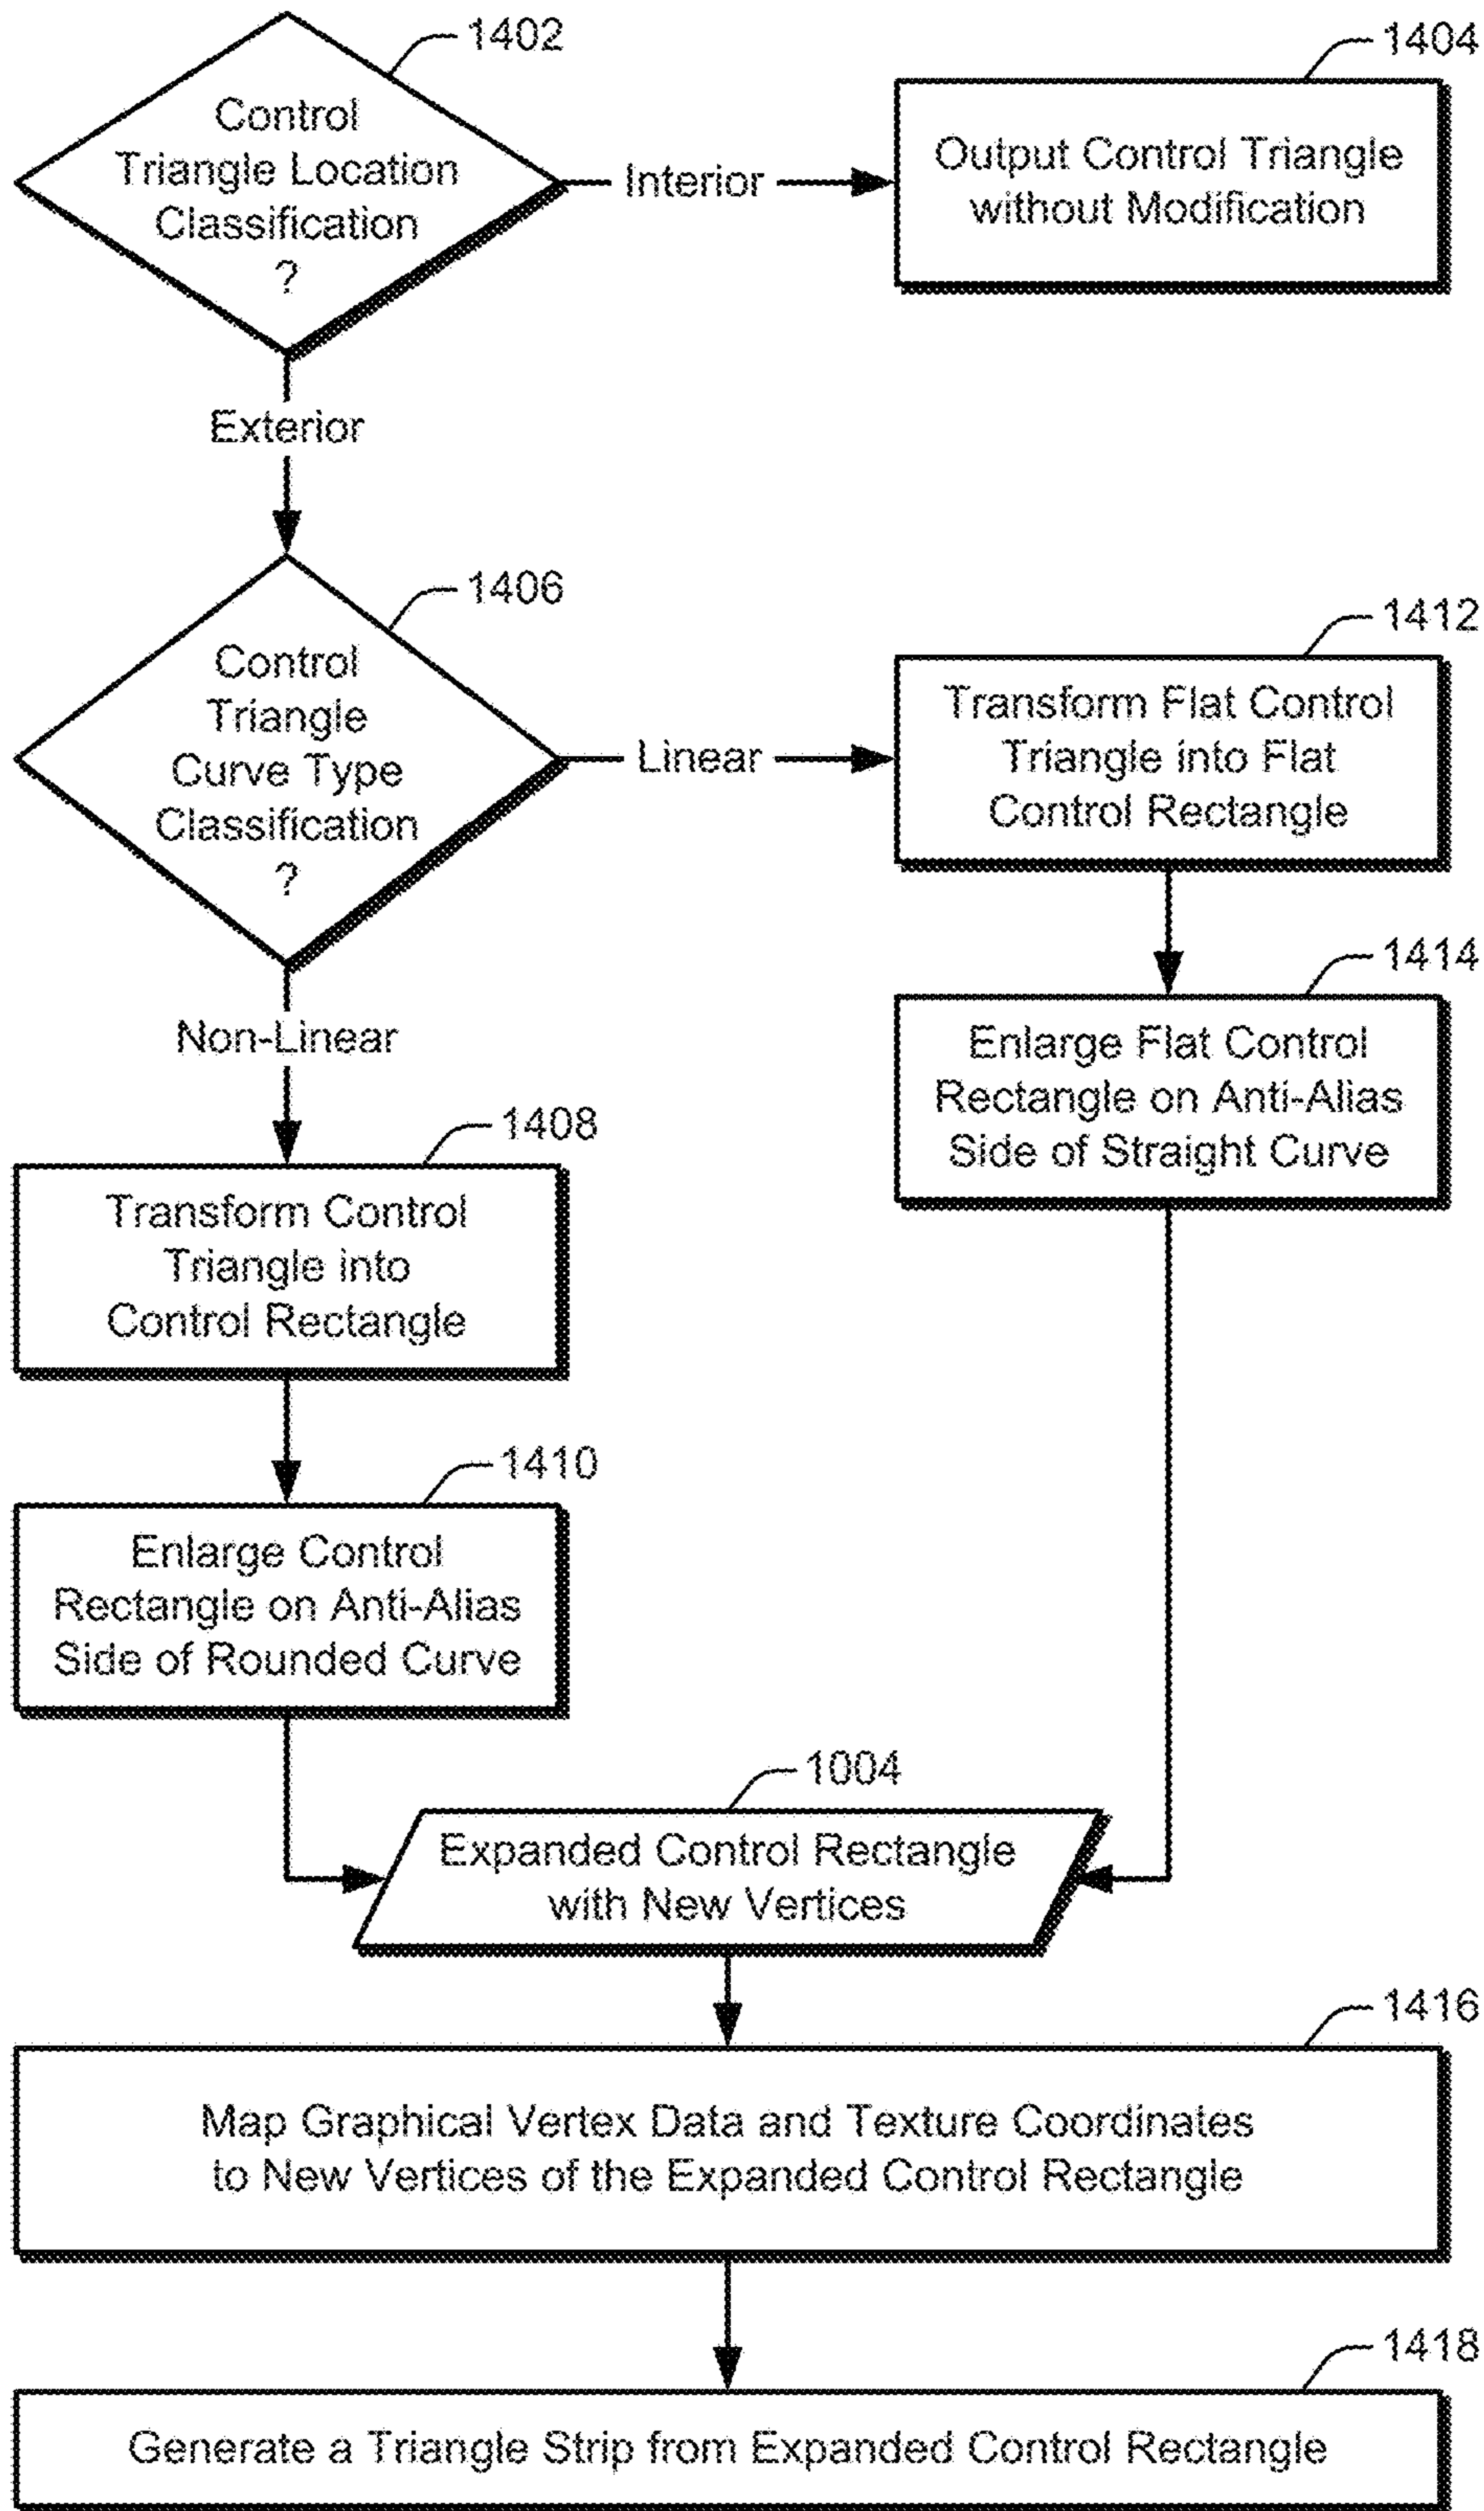 1402
Control
Triangle Location
Classification
?
Interior
1404
Output Control Triangle
without Modification
Exterior
1406
Control
Triangle
Curve Type
Classification
?
Linear
1412
Transform Flat Control
Triangle into Flat
Control Rectangle
1414
Enlarge Flat Control
Rectangle on Anti-Alias
Side of Straight Curve
Non-Linear
1408
Transform Control
Triangle into
Control Rectangle
1410
Enlarge Control
Rectangle on Anti-Alias
Side of Rounded Curve
1004
Expanded Control Rectangle
with New Vertices
1416
Map Graphical Vertex Data and Texture Coordinates
to New Vertices of the Expanded Control Rectangle
1418
Generate a Triangle Strip from Expanded Control Rectangle